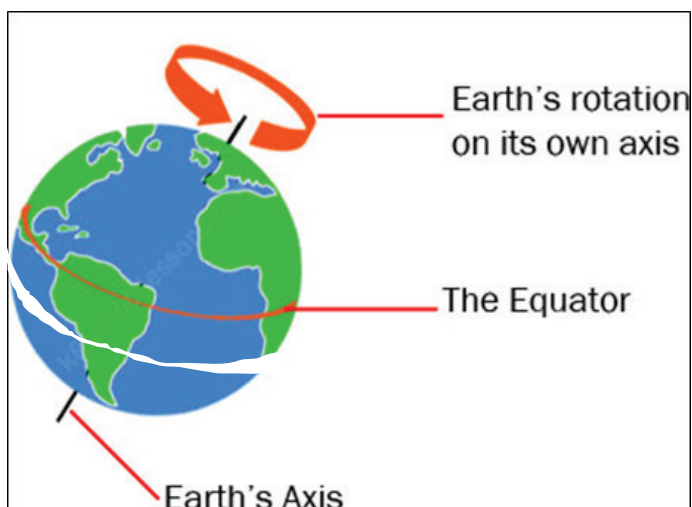 Earth's rotation
on its own axis
The Equator
Earth's Axis